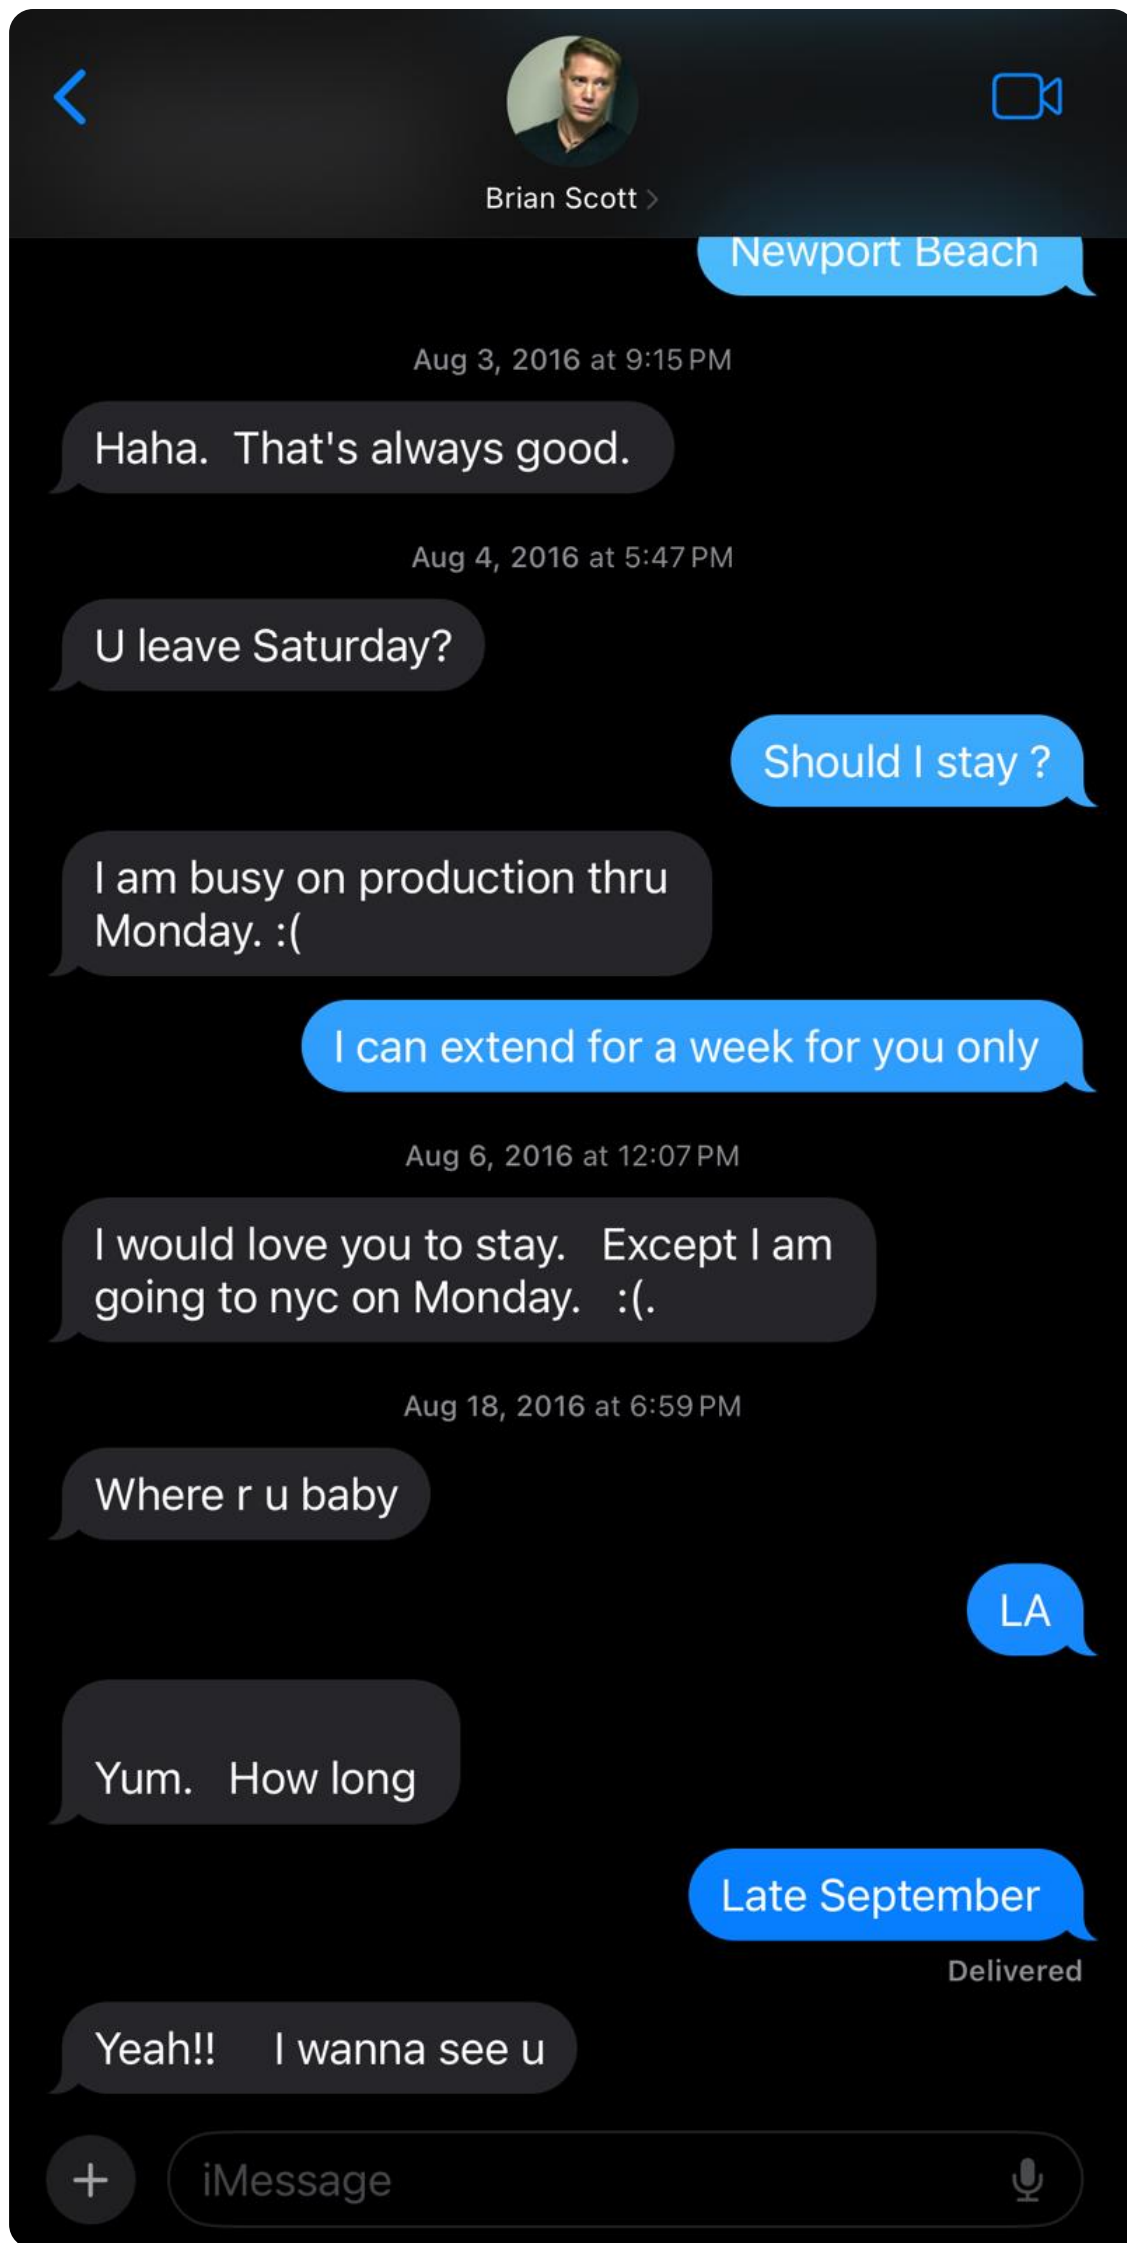 Brian Scott
Newport Beach
Aug 3, 2016 at 9:15 PM
Haha.  That's always good.
Aug 4, 2016 at 5:47 PM
U leave Saturday?
Should I stay ?
I am busy on production thru
Monday. :(
I can extend for a week for you only
Aug 6, 2016 at 12:07 PM
I would love you to stay.   Except I am
going to nyc on Monday.   :(.
Aug 18, 2016 at 6:59 PM
Where r u baby
LA
Yum.   How long
Late September
Delivered
Yeah!!     I wanna see u
iMessage